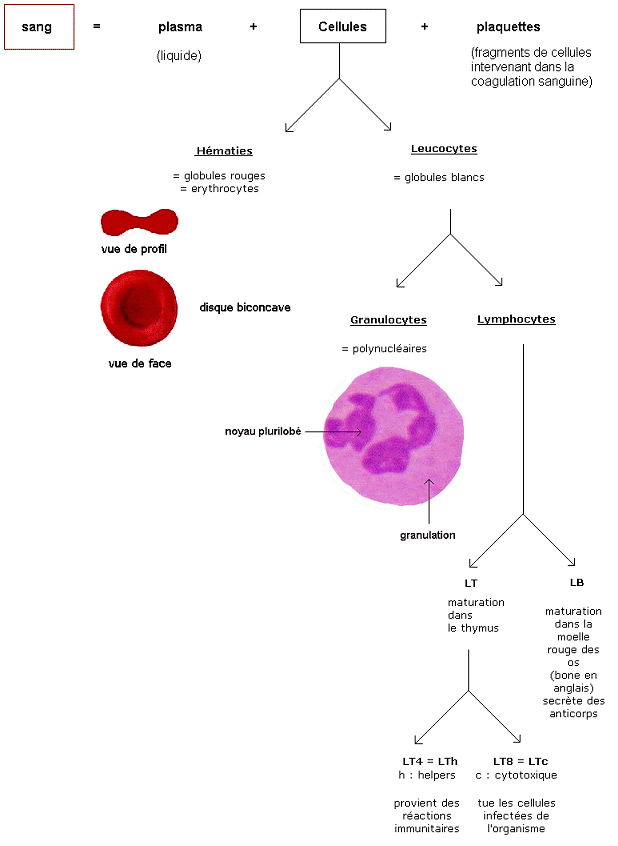 sang = plasma + Cellules + plaquettes
(liquide)
(fragments de cellules
intervenant dans la
coagulation sanguine)
Hématies
= globules rouges
= erythrocytes
Leucocytes
= globules blancs
vue de profil
disque biconcave
vue de face
Granulocytes
= polynucléaires
Lymphocytes
noyau plurilobé
granulation
LT
maturation
dans
le thymus
LB
maturation
dans la
moelle
rouge des
os
(bone en
anglais)
secrète des
anticorps
LT4 = LTh
h : helpers
provient des
réactions
immunitaires
LT8 = LTc
c : cytotoxique
tue les cellules
infectées de
l'organisme